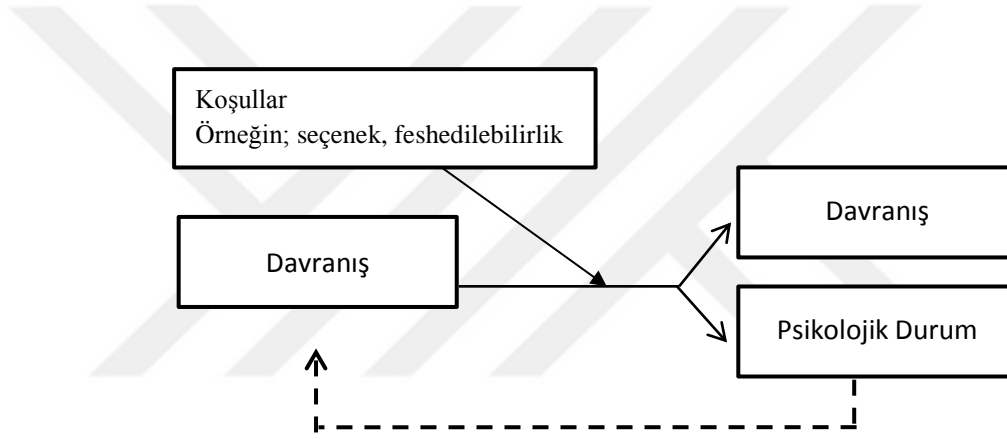 Koşullar
Örneğin; seçenek, feshedilebilirlik
Davranış
Davranış
Psikolojik Durum